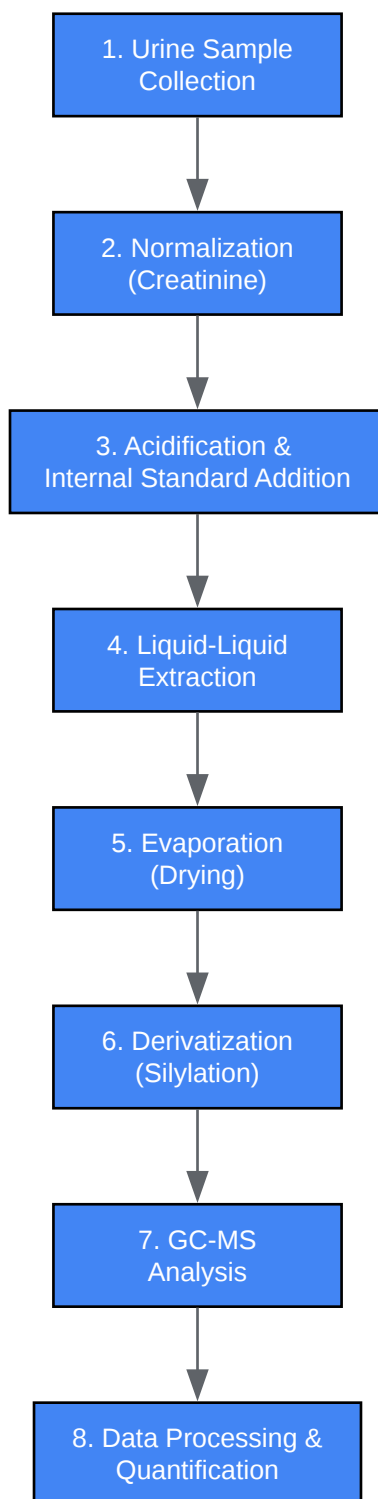 1. Urine Sample
Collection
2. Normalization
(Creatinine)
3. Acidification &
Internal Standard Addition
4. Liquid-Liquid
Extraction
5. Evaporation
(Drying)
6. Derivatization
(Silylation)
7. GC-MS
Analysis
8. Data Processing &
Quantification